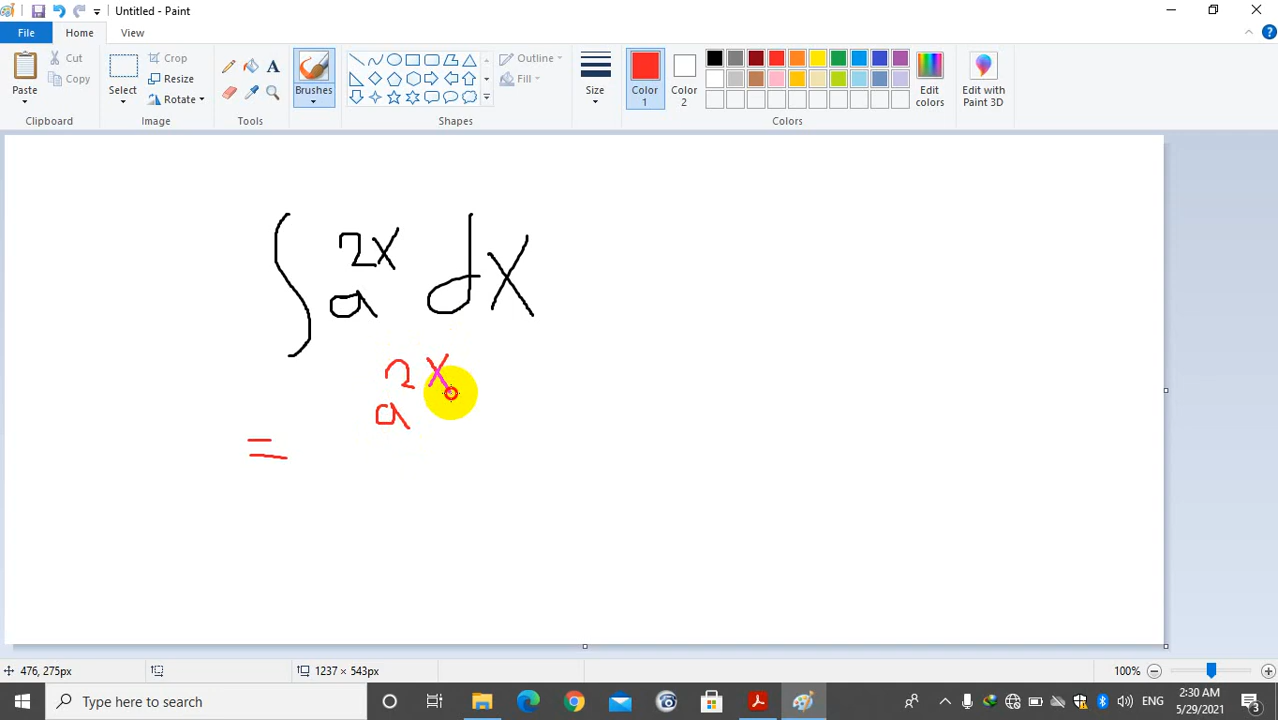 Untitled - Paint
File Home View
Paste Cut Copy
Select Crop Resize Rotate
A
Brushes
Outline
Fill
Size
Color 1
Color 2
Edit colors
Edit with Paint 3D
Clipboard Image Tools Shapes Colors
∫ a^{2x} dx
= a^{2x}
476, 275px 1237 × 543px 100%
Type here to search
ENG 2:30 AM 5/29/2021 3